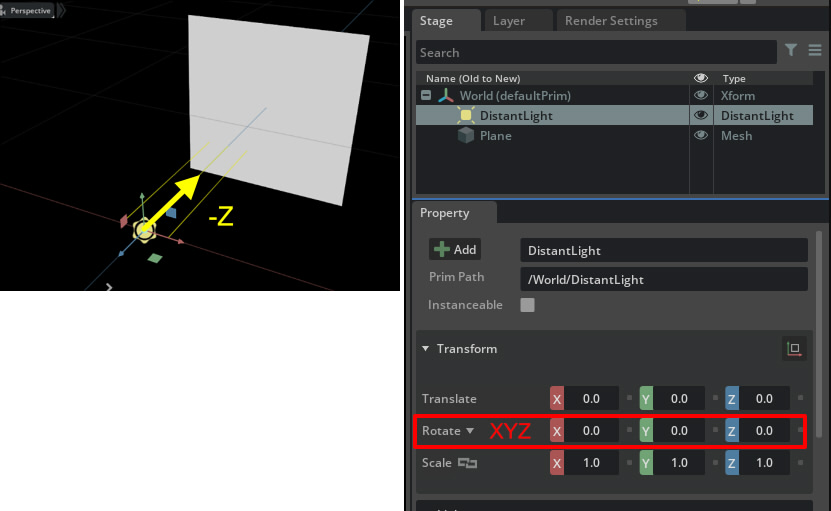 Perspective
-Z
Stage
Layer
Render Settings
Search
Name (Old to New) Type
World (defaultPrim) Xform
DistantLight DistantLight
Plane Mesh
Property
Add DistantLight
Prim Path /World/DistantLight
Instanceable
Transform
Translate X 0.0 Y 0.0 Z 0.0
Rotate XYZ X 0.0 Y 0.0 Z 0.0
Scale X 1.0 Y 1.0 Z 1.0